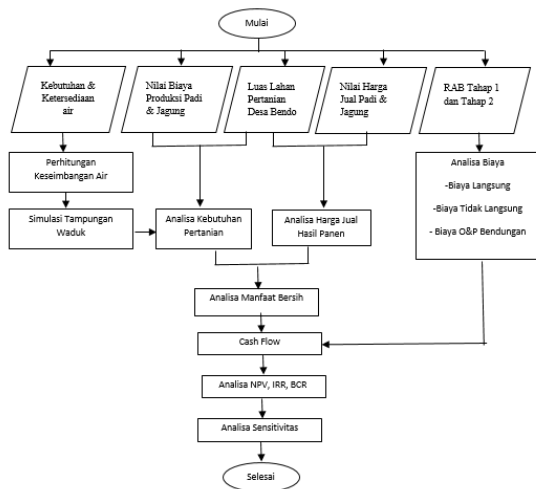 Mulai
Kebutuhan &
Ketersediaan
air
Nilai Biaya
Produksi Padi
& Jagung
Luas Lahan
Pertanian
Desa Bendo
Nilai Harga
Jual Padi &
Jagung
RAB Tahap 1
dan Tahap 2
Perhitungan
Keseimbangan Air
Simulasi Tampungan
Waduk
Analisa Kebutuhan
Pertanian
Analisa Harga Jual
Hasil Panen
Analisa Biaya
-Biaya Langsung
-Biaya Tidak Langsung
- Biaya O&P Bendungan
Analisa Manfaat Bersih
Cash Flow
Analisa NPV, IRR, BCR
Analisa Sensitivitas
Selesai